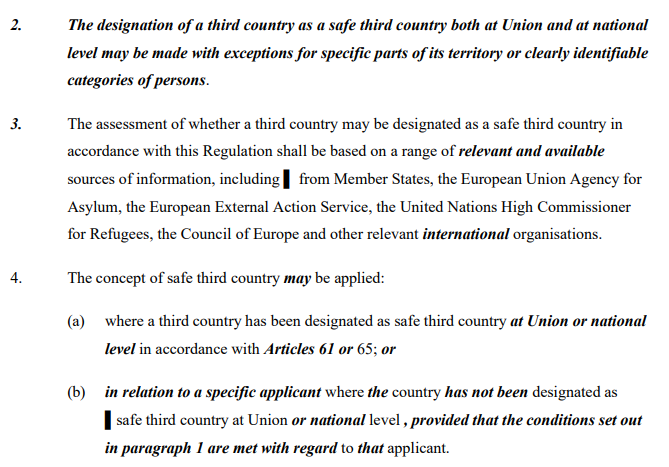 2. The designation of a third country as a safe third country both at Union and at national
level may be made with exceptions for specific parts of its territory or clearly identifiable
categories of persons.
3. The assessment of whether a third country may be designated as a safe third country in
accordance with this Regulation shall be based on a range of relevant and available
sources of information, including▌ from Member States, the European Union Agency for
Asylum, the European External Action Service, the United Nations High Commissioner
for Refugees, the Council of Europe and other relevant international organisations.
4. The concept of safe third country may be applied:
(a) where a third country has been designated as safe third country at Union or national
level in accordance with Articles 61 or 65; or
(b) in relation to a specific applicant where the country has not been designated as
▌ safe third country at Union or national level , provided that the conditions set out
in paragraph 1 are met with regard to that applicant.